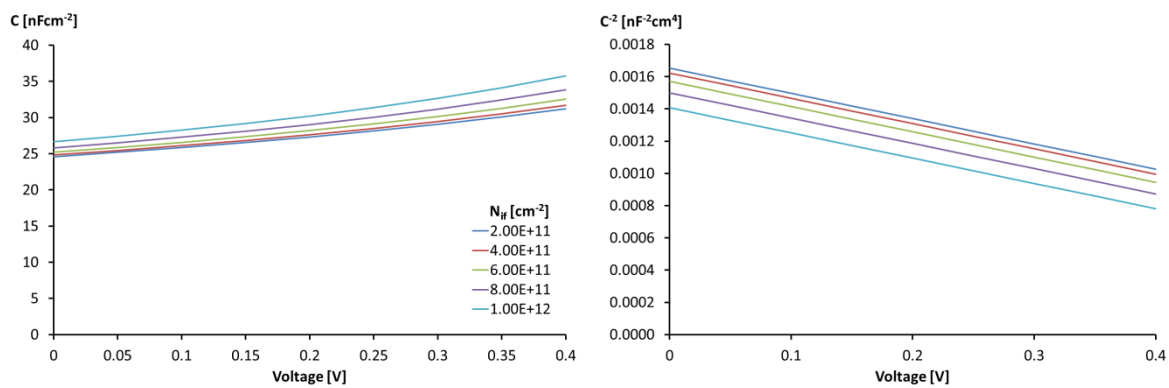 C [nFcm-2]
40
35
30
25
20
15
10
5
0
0 0.05 0.1 0.15 0.2 0.25 0.3 0.35 0.4
Voltage [V]
Nif [cm-2]
2.00E+11
4.00E+11
6.00E+11
8.00E+11
1.00E+12
C-2 [nF-2cm4]
0.0018
0.0016
0.0014
0.0012
0.0010
0.0008
0.0006
0.0004
0.0002
0.0000
0 0.1 0.2 0.3 0.4
Voltage [V]